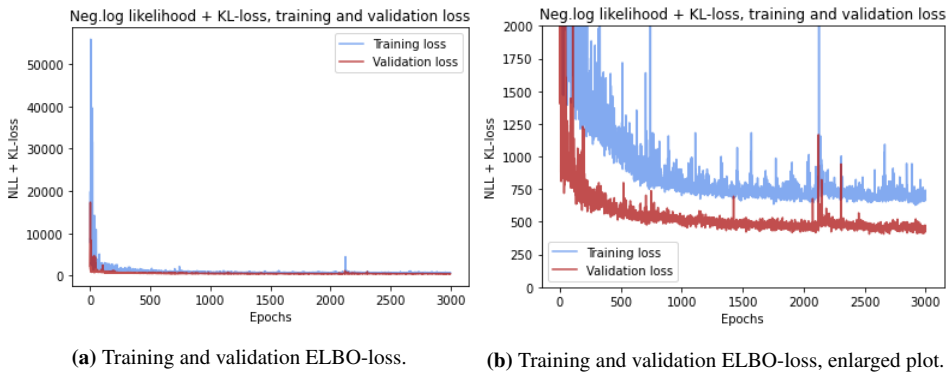 Neg.log likelihood + KL-loss, training and validation loss
NLL + KL-loss
50000
40000
30000
20000
10000
0
Training loss
Validation loss
0
500
1000
1500
2000
2500
3000
Epochs
(a) Training and validation ELBO-loss.
Neg.log likelihood + KL-loss, training and validation loss
NLL + KL-loss
2000
1750
1500
1250
1000
750
500
250
0
Training loss
Validation loss
0
500
1000
1500
2000
2500
3000
Epochs
(b) Training and validation ELBO-loss, enlarged plot.